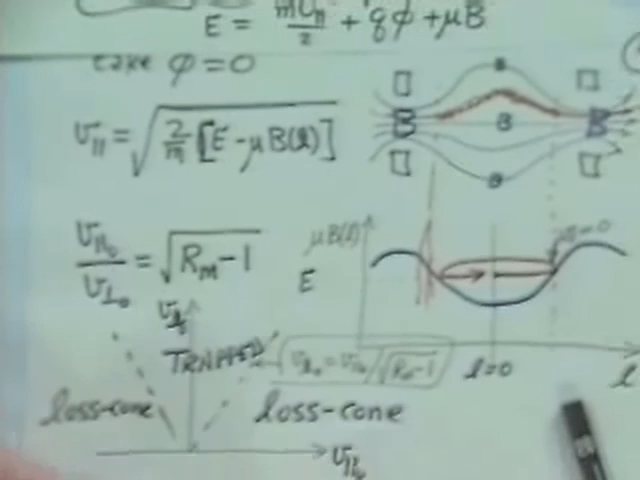 E = mv||²/2 + qϕ + μB
take ϕ = 0
v|| = √(2/m [E - μB(l)])
B
μB(l)
v||₀/v⊥₀ = √(Rm - 1)
E
v⊥₀
TRAPPED
v⊥₀ = v||₀/√(Rm - 1)
l=0
l
loss-cone
loss-cone
v||₀